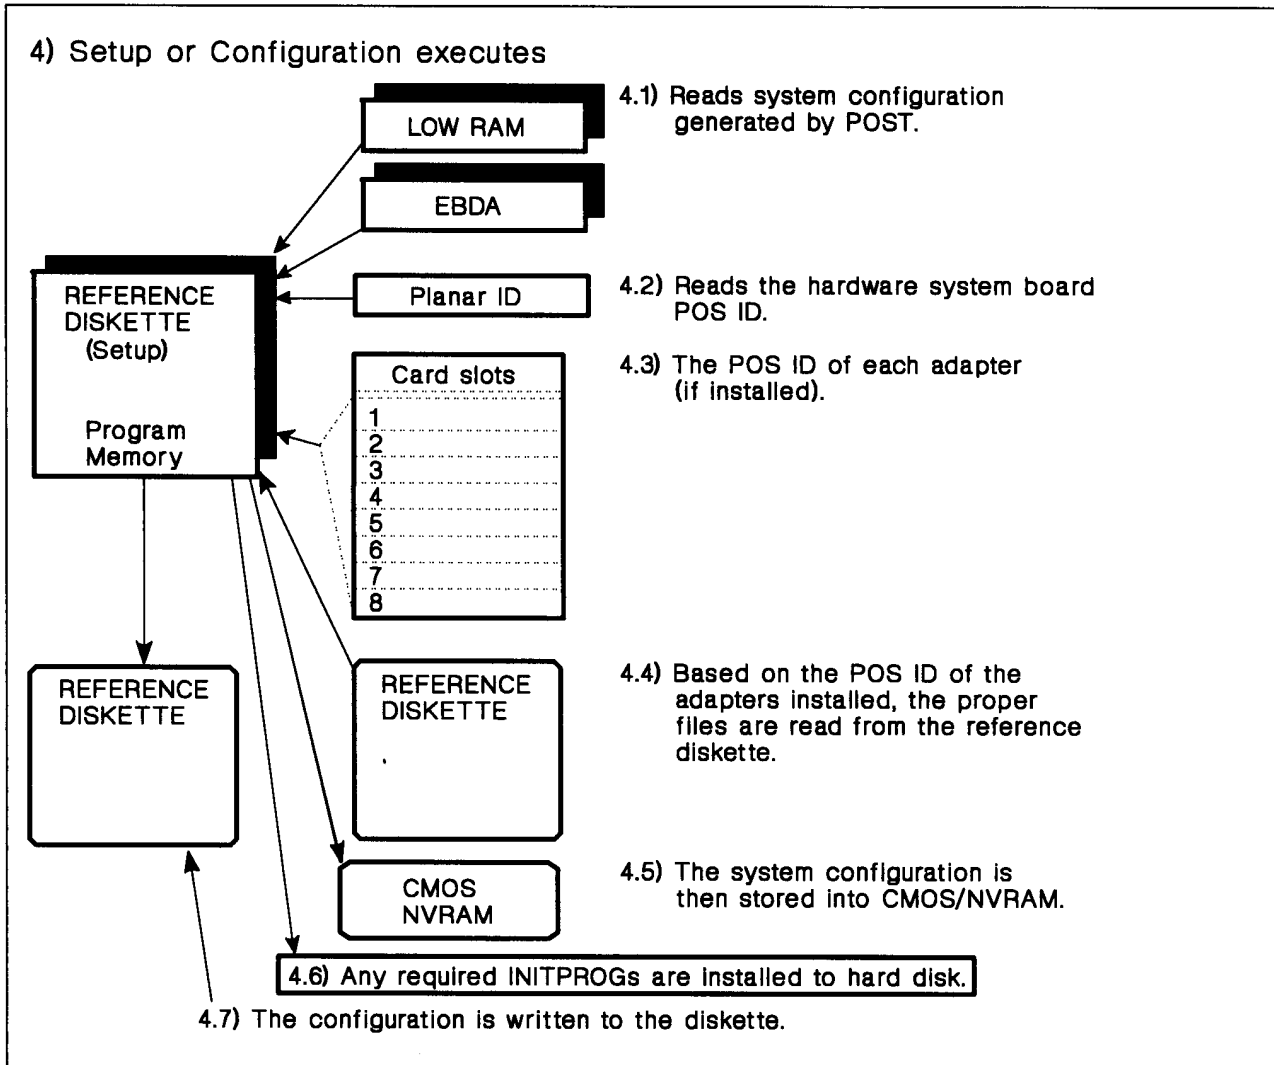 4) Setup or Configuration executes
LOW RAM
4.1) Reads system configuration
generated by POST.
EBDA
REFERENCE
DISKETTE
(Setup)
Program
Memory
Planar ID
4.2) Reads the hardware system board
POS ID.
Card slots
1
2
3
4
5
6
7
8
4.3) The POS ID of each adapter
(if installed).
REFERENCE
DISKETTE
REFERENCE
DISKETTE
4.4) Based on the POS ID of the
adapters installed, the proper
files are read from the reference
diskette.
CMOS
NVRAM
4.5) The system configuration is
then stored into CMOS/NVRAM.
4.6) Any required INITPROGs are installed to hard disk.
4.7) The configuration is written to the diskette.